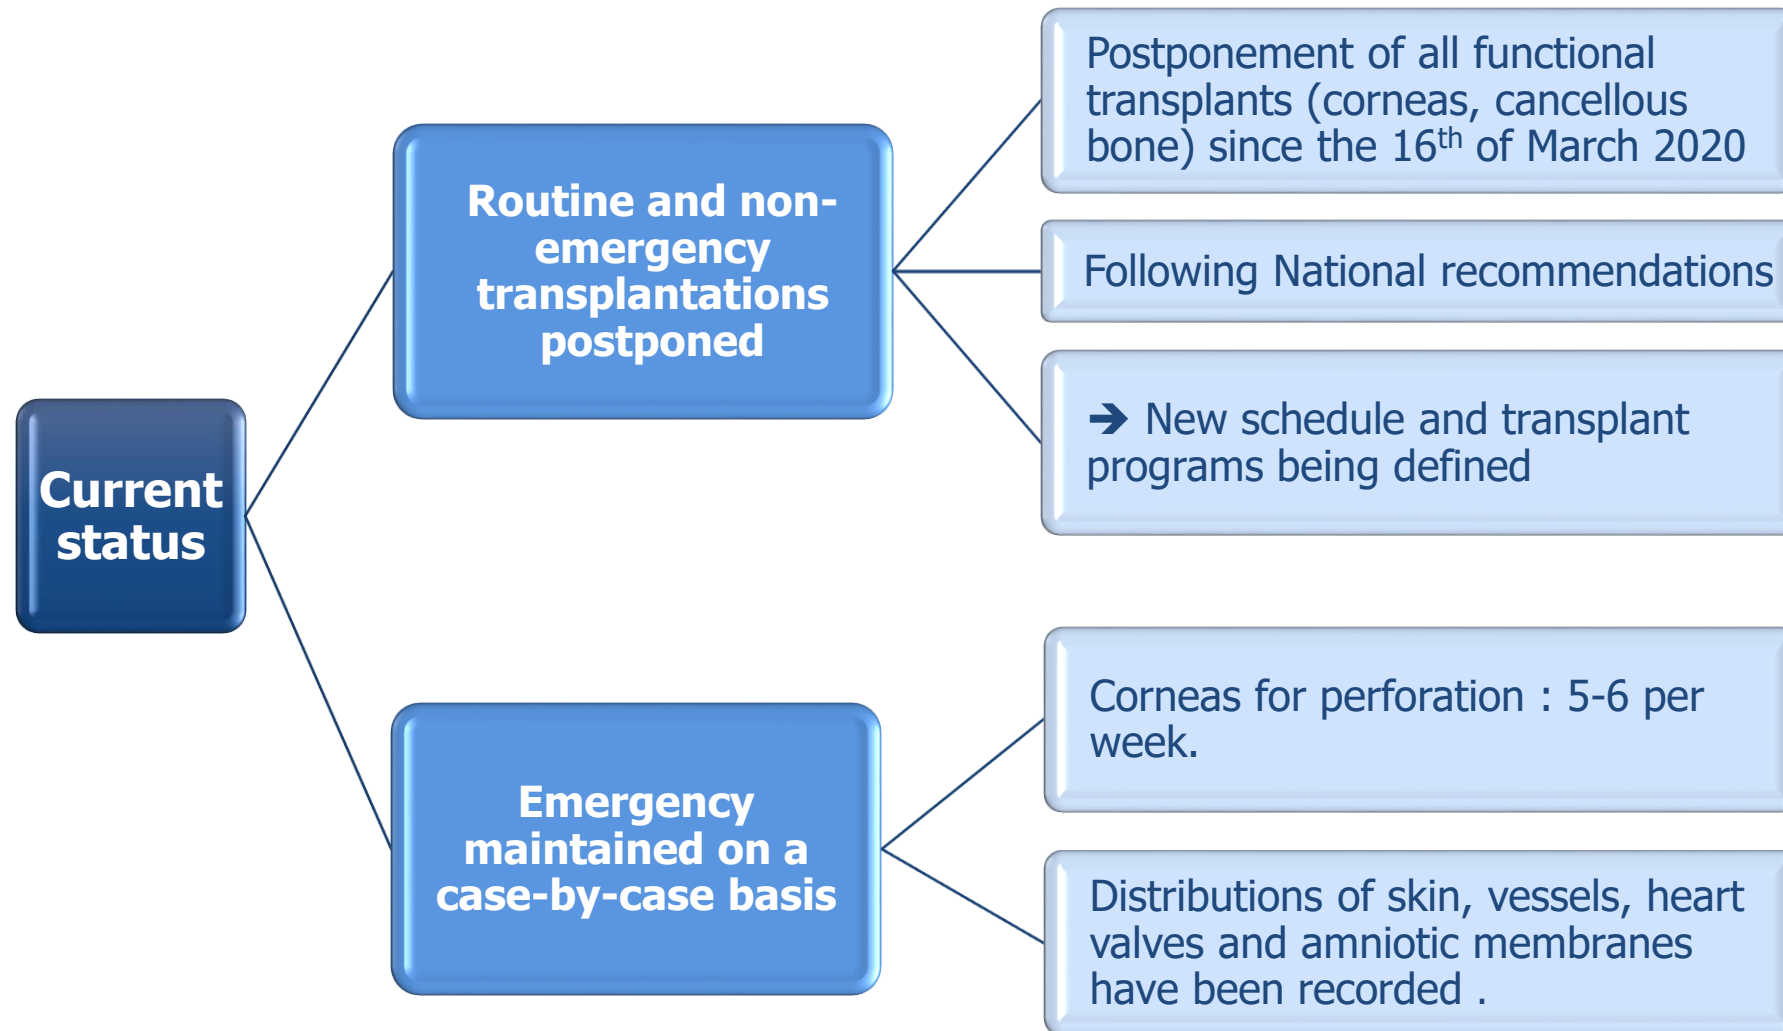 Current
status
Routine and non-
emergency
transplantations
postponed
Postponement of all functional
transplants (corneas, cancellous
bone) since the 16th of March 2020
Following National recommendations
➔ New schedule and transplant
programs being defined
Emergency
maintained on a
case-by-case basis
Corneas for perforation : 5-6 per
week.
Distributions of skin, vessels, heart
valves and amniotic membranes
have been recorded .